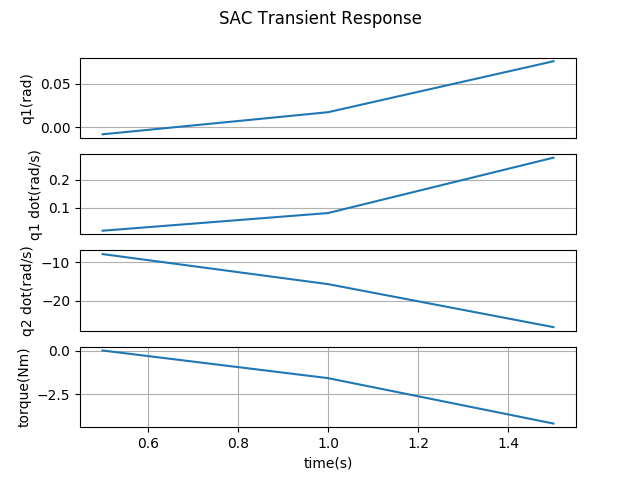 SAC Transient Response
q1(rad)
0.05
0.00
q1 dot(rad/s)
0.2
0.1
q2 dot(rad/s)
−10
−20
torque(Nm)
0.0
−2.5
0.6 0.8 1.0 1.2 1.4
time(s)